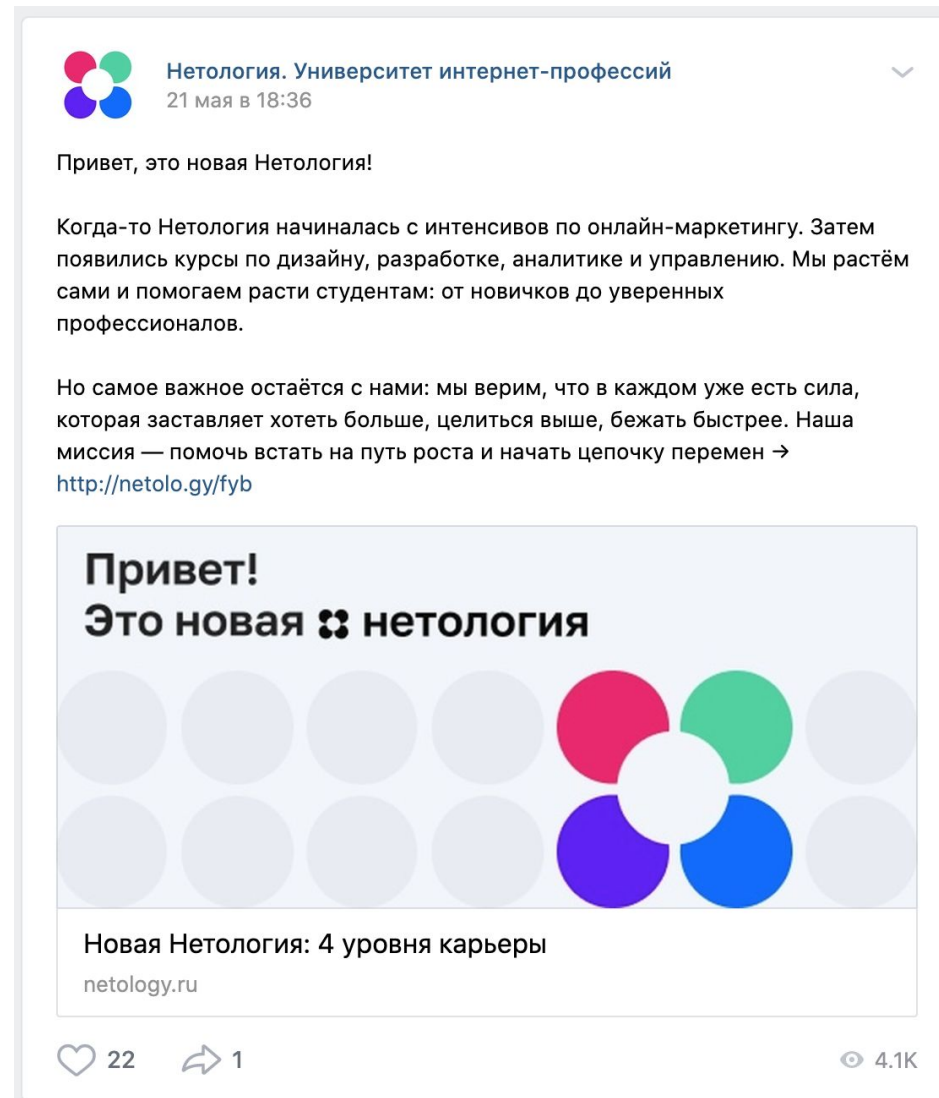 Нетология. Университет интернет-профессий
21 мая в 18:36
Привет, это новая Нетология!
Когда-то Нетология начиналась с интенсивов по онлайн-маркетингу. Затем
появились курсы по дизайну, разработке, аналитике и управлению. Мы растём
сами и помогаем расти студентам: от новичков до уверенных
профессионалов.
Но самое важное остаётся с нами: мы верим, что в каждом уже есть сила,
которая заставляет хотеть больше, целиться выше, бежать быстрее. Наша
миссия — помочь встать на путь роста и начать цепочку перемен →
http://netolo.gy/fyb
Привет!
Это новая нетология
Новая Нетология: 4 уровня карьеры
netology.ru
22 1 4.1K